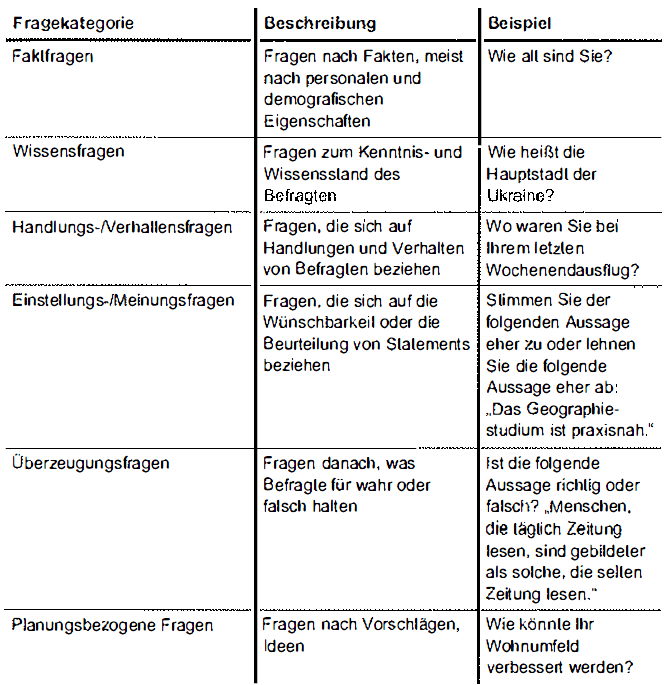 Fragekategorie
Beschreibung
Beispiel
Faktfragen
Fragen nach Fakten, meist
nach personalen und
demografischen
Eigenschaften
Wie alt sind Sie?
Wissensfragen
Fragen zum Kenntnis- und
Wissensstand des
Befragten
Wie heißt die
Hauptstadt der
Ukraine?
Handlungs-/Verhaltensfragen
Fragen, die sich auf
Handlungen und Verhalten
von Befragten beziehen
Wo waren Sie bei
Ihrem letzten
Wochenendausflug?
Einstellungs-/Meinungsfragen
Fragen, die sich auf die
Wünschbarkeit oder die
Beurteilung von Statements
beziehen
Stimmen Sie der
folgenden Aussage
eher zu oder lehnen
Sie die folgende
Aussage eher ab:
„Das Geographie-
studium ist praxisnah.“
Überzeugungsfragen
Fragen danach, was
Befragte für wahr oder
falsch halten
Ist die folgende
Aussage richtig oder
falsch? „Menschen,
die täglich Zeitung
lesen, sind gebildeter
als solche, die selten
Zeitung lesen.“
Planungsbezogene Fragen
Fragen nach Vorschlägen,
Ideen
Wie könnte Ihr
Wohnumfeld
verbessert werden?